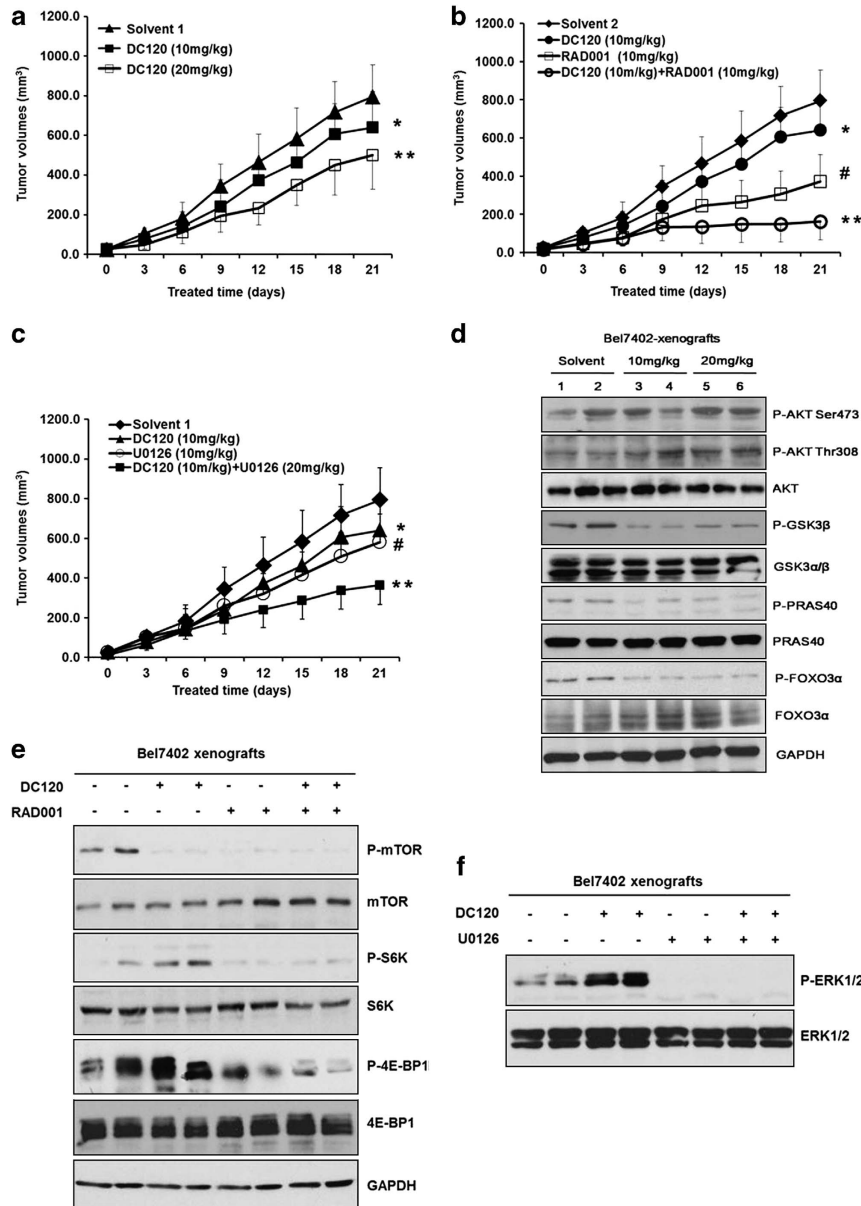 a
Solvent 1
DC120 (10mg/kg)
DC120 (20mg/kg)
Tumor volumes (mm³)
1200.0
1000.0
800.0
600.0
400.0
200.0
0.0
*
**
0 3 6 9 12 15 18 21
Treated time (days)
b
Solvent 2
DC120 (10mg/kg)
RAD001 (10mg/kg)
DC120 (10m/kg)+RAD001 (10mg/kg)
Tumor volumes (mm³)
1200.0
1000.0
800.0
600.0
400.0
200.0
0.0
*
#
**
0 3 6 9 12 15 18 21
Treated time (days)
c
Solvent 1
DC120 (10mg/kg)
U0126 (10mg/kg)
DC120 (10m/kg)+U0126 (20mg/kg)
Tumor volumes (mm³)
1200.0
1000.0
800.0
600.0
400.0
200.0
0.0
*
#
**
0 3 6 9 12 15 18 21
Treated time (days)
d
Bel7402-xenografts
Solvent 10mg/kg 20mg/kg
1 2 3 4 5 6
P-AKT Ser473
P-AKT Thr308
AKT
P-GSK3β
GSK3α/β
P-PRAS40
PRAS40
P-FOXO3α
FOXO3α
GAPDH
e
Bel7402 xenografts
DC120 - - + + - - + +
RAD001 - - - - + + + +
P-mTOR
mTOR
P-S6K
S6K
P-4E-BP1
4E-BP1
GAPDH
f
Bel7402 xenografts
DC120 - - + + - - + +
U0126 - - - - + + + +
P-ERK1/2
ERK1/2